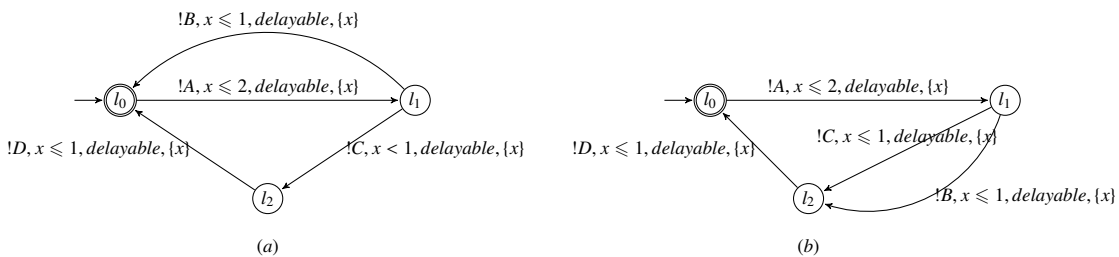 !B, x ⩽ 1, delayable, {x}
!A, x ⩽ 2, delayable, {x}
l0
l1
!D, x ⩽ 1, delayable, {x}
!C, x < 1, delayable, {x}
l2
(a)
!A, x ⩽ 2, delayable, {x}
l0
l1
!C, x ⩽ 1, delayable, {x}
!D, x ⩽ 1, delayable, {x}
!B, x ⩽ 1, delayable, {x}
l2
(b)